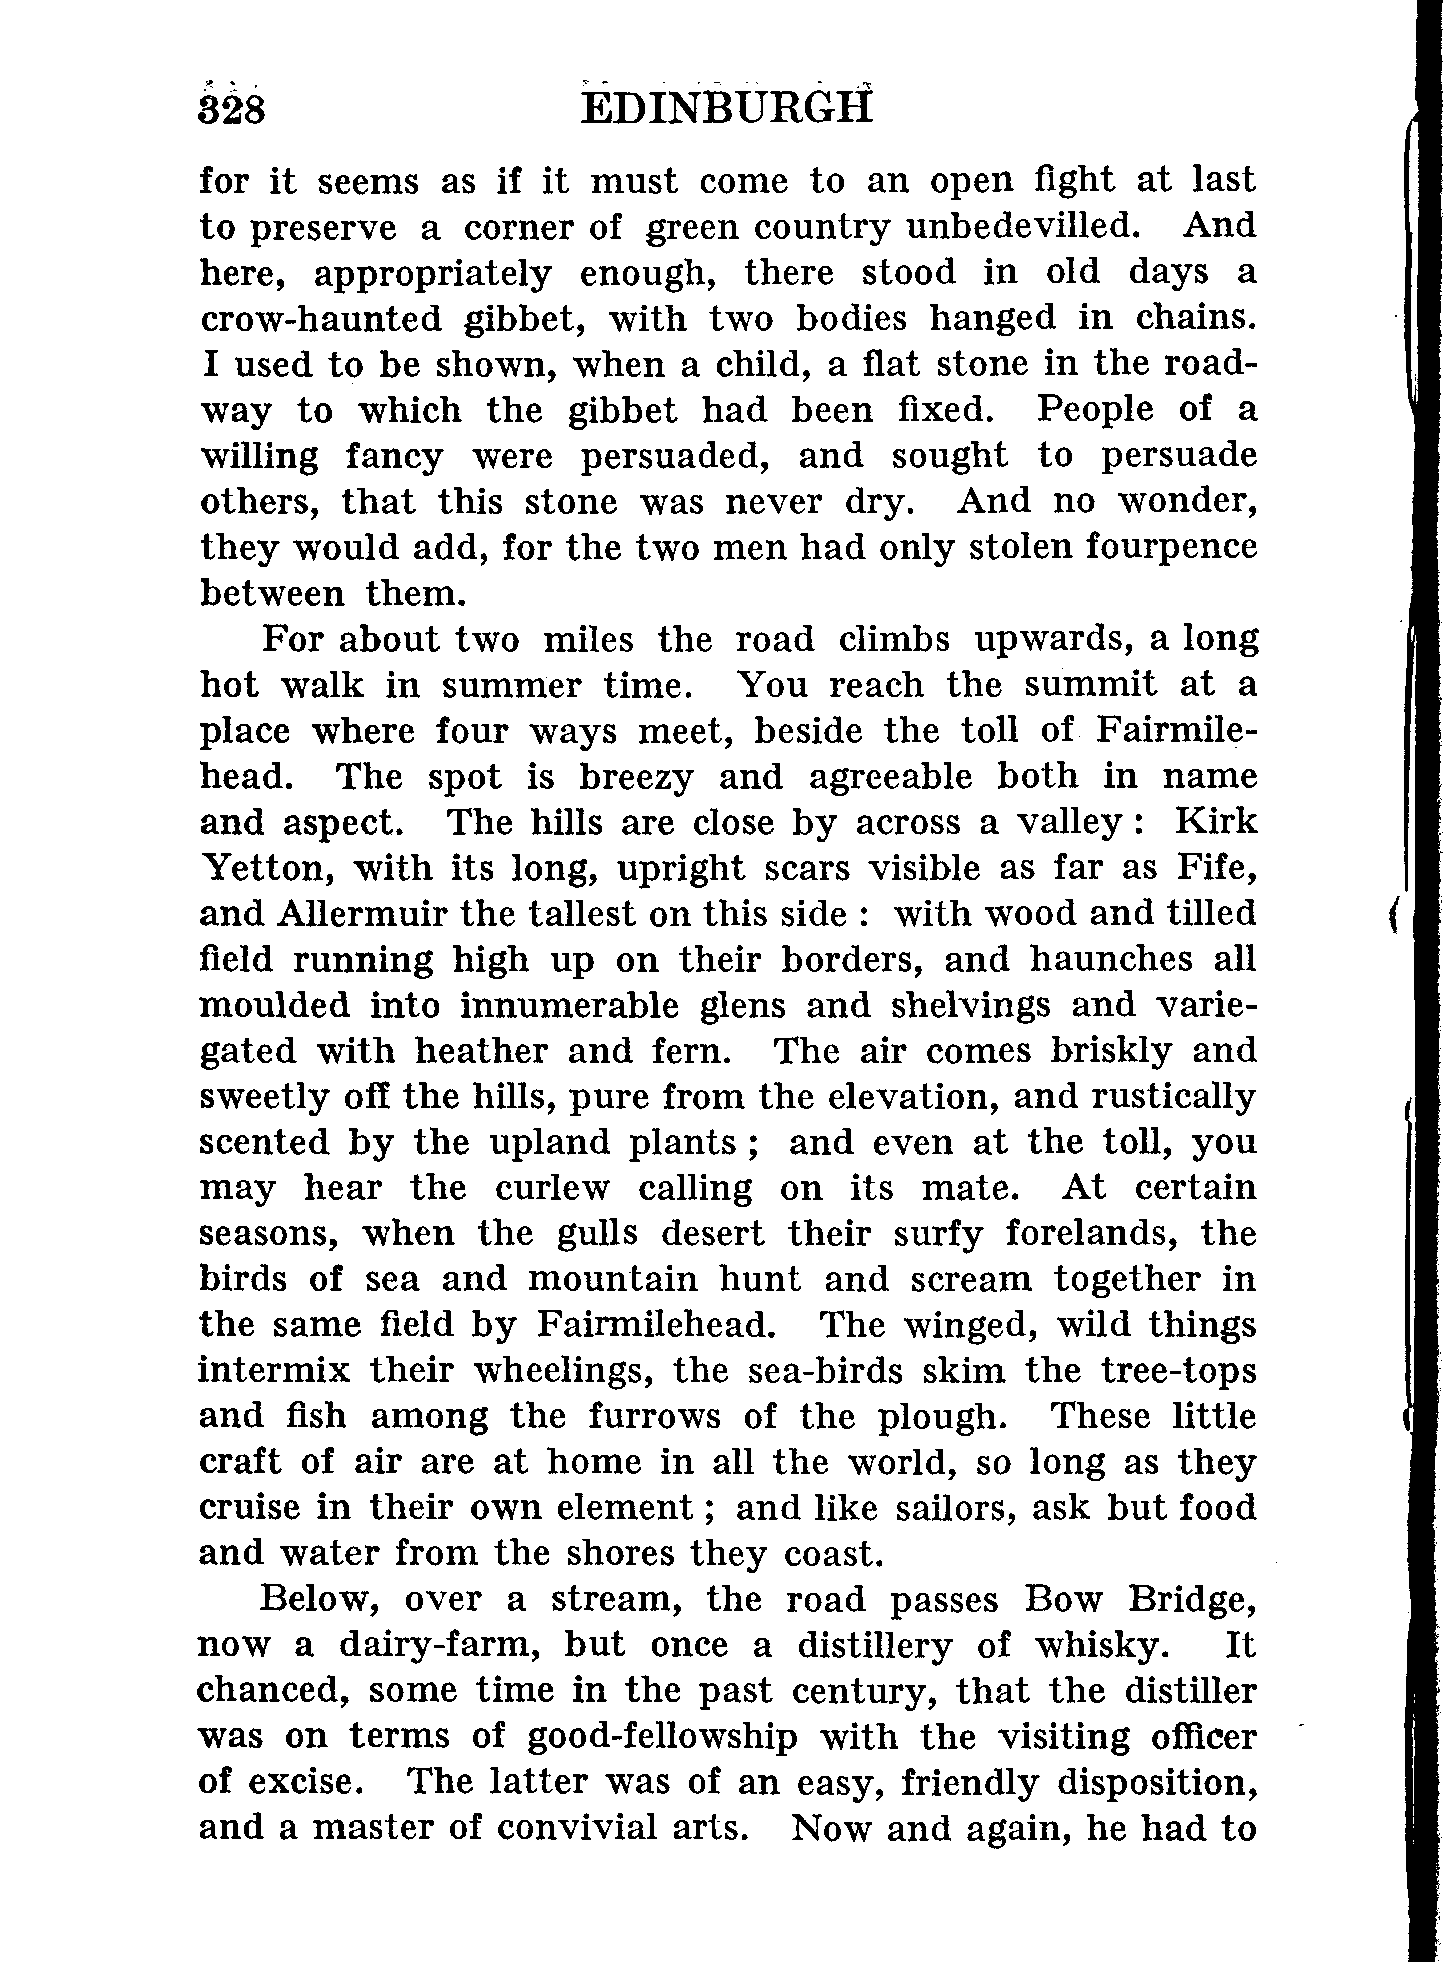 328 EDINBURGH
for it seems as if it must come to an open fight at last
to preserve a corner of green country unbedevilled. And
here, appropriately enough, there stood in old days a
crow-haunted gibbet, with two bodies hanged in chains.
I used to be shown, when a child, a flat stone in the road-
way to which the gibbet had been fixed. People of a
willing fancy were persuaded, and sought to persuade
others, that this stone was never dry. And no wonder,
they would add, for the two men had only stolen fourpence
between them.
For about two miles the road climbs upwards, a long
hot walk in summer time. You reach the summit at a
place where four ways meet, beside the toll of Fairmile-
head. The spot is breezy and agreeable both in name
and aspect. The hills are close by across a valley : Kirk
Yetton, with its long, upright scars visible as far as Fife,
and Allermuir the tallest on this side : with wood and tilled
field running high up on their borders, and haunches all
moulded into innumerable glens and shelvings and varie-
gated with heather and fern. The air comes briskly and
sweetly off the hills, pure from the elevation, and rustically
scented by the upland plants ; and even at the toll, you
may hear the curlew calling on its mate. At certain
seasons, when the gulls desert their surfy forelands, the
birds of sea and mountain hunt and scream together in
the same field by Fairmilehead. The winged, wild things
intermix their wheelings, the sea-birds skim the tree-tops
and fish among the furrows of the plough. These little
craft of air are at home in all the world, so long as they
cruise in their own element ; and like sailors, ask but food
and water from the shores they coast.
Below, over a stream, the road passes Bow Bridge,
now a dairy-farm, but once a distillery of whisky. It
chanced, some time in the past century, that the distiller
was on terms of good-fellowship with the visiting officer
of excise. The latter was of an easy, friendly disposition,
and a master of convivial arts. Now and again, he had to